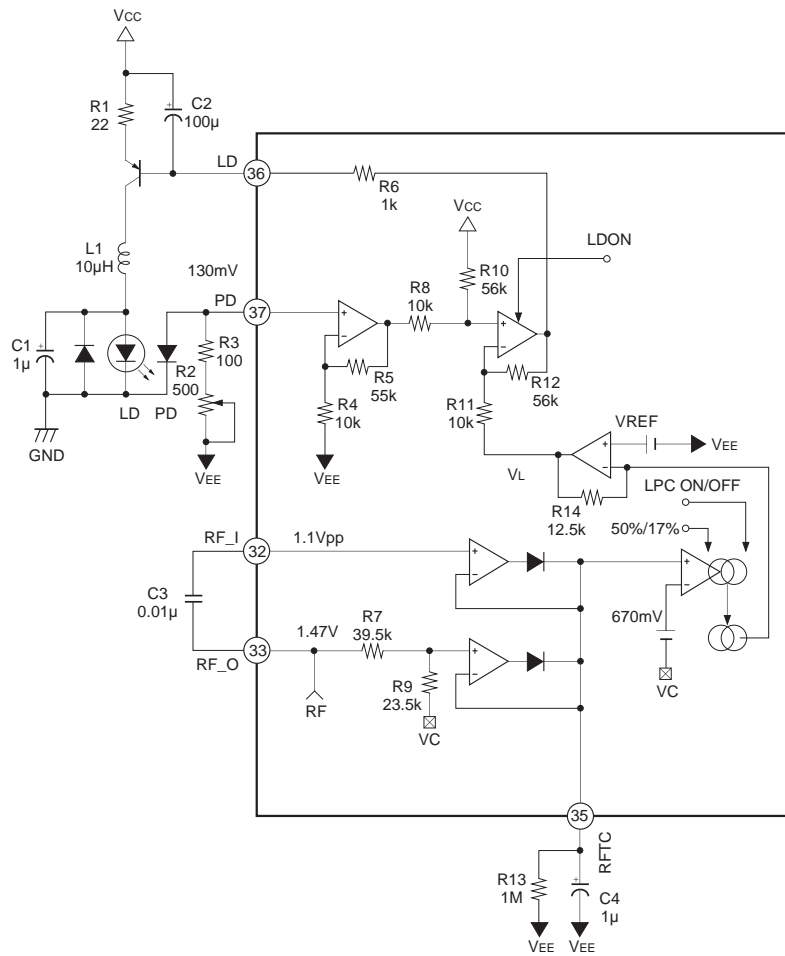 VCC
R1
22
C2
100µ
LD
36
R6
1k
VCC
LDON
L1
10µH
130mV
PD
37
R8
10k
R10
56k
C1
1µ
R3
100
R2
500
R5
55k
R4
10k
R12
56k
R11
10k
VREF
VEE
LD
PD
GND
VEE
VEE
VL
LPC ON/OFF
R14
12.5k
50%/17%
RF_I
32
1.1Vpp
C3
0.01µ
670mV
R7
39.5k
1.47V
33
RF_O
R9
23.5k
VC
RF
VC
35
RFTC
R13
1M
C4
1µ
VEE
VEE
+
+
+
−
+
−
+
−
+
−
+
−
+
−
+